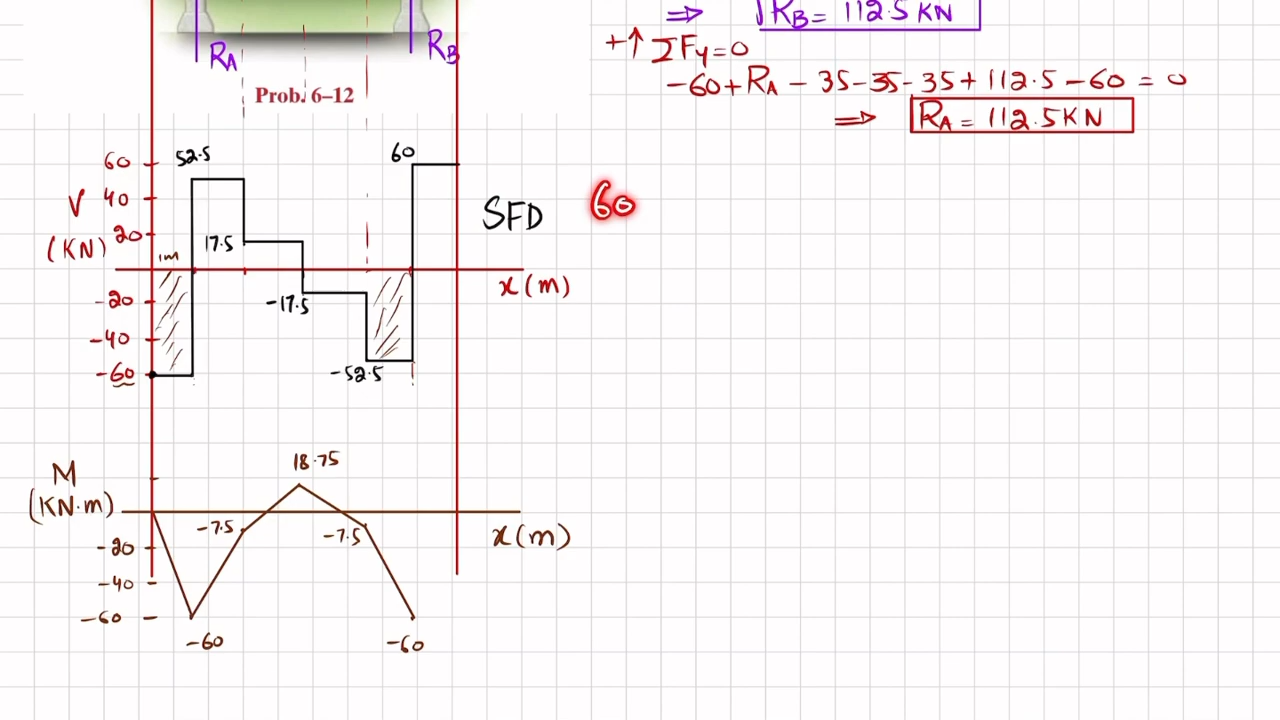 ⇒ RB = 112.5 KN
RA
RB
+↑ ΣFy=0
-60+RA - 35-35-35+112.5-60=0
Prob. 6–12
⇒ RA = 112.5KN
52.5
60
60
V
40
(KN)
20
1m
17.5
SFD
60
x(m)
-20
-17.5
-40
-60
-52.5
M
(KN.m)
18.75
-7.5
-7.5
x(m)
-20
-40
-60
-60
-60